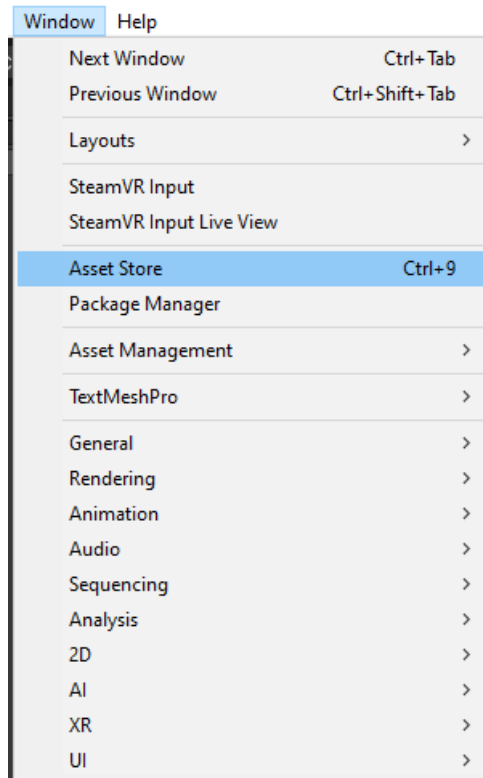 Window Help
Next Window Ctrl+Tab
Previous Window Ctrl+Shift+Tab
Layouts >
SteamVR Input
SteamVR Input Live View
Asset Store Ctrl+9
Package Manager
Asset Management >
TextMeshPro >
General >
Rendering >
Animation >
Audio >
Sequencing >
Analysis >
2D >
AI >
XR >
UI >